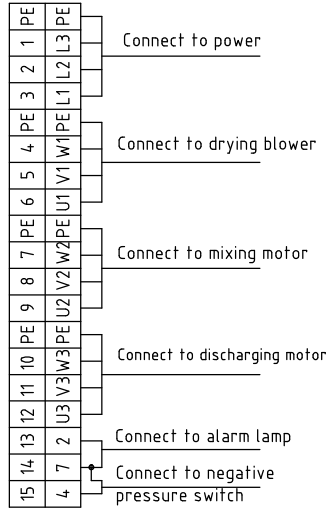 PE PE
1 L3
2 L2
3 L1
Connect to power
PE PE
4 W1
5 V1
6 U1
Connect to drying blower
PE PE
7 W2
8 V2
9 U2
Connect to mixing motor
PE PE
10 W3
11 V3
12 U3
Connect to discharging motor
13 2
14 7
15 4
Connect to alarm lamp
Connect to negative
pressure switch